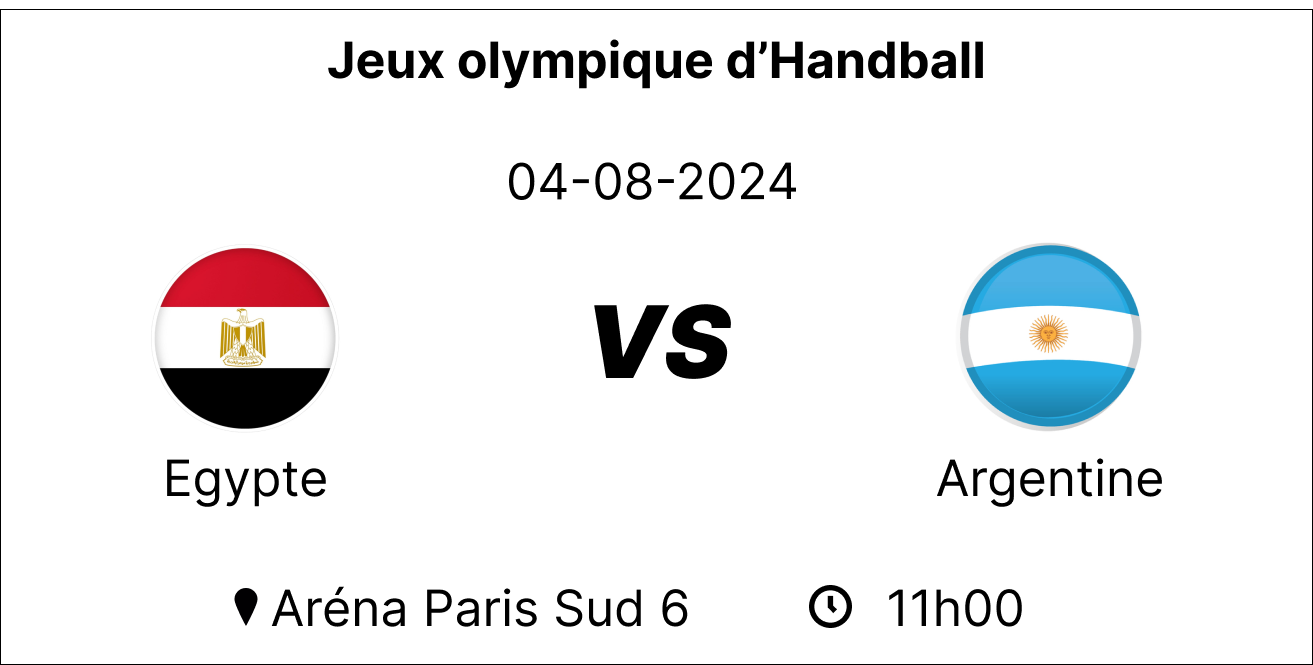 Jeux olympique d’Handball
04-08-2024
VS
Egypte
Argentine
Aréna Paris Sud 6
11h00